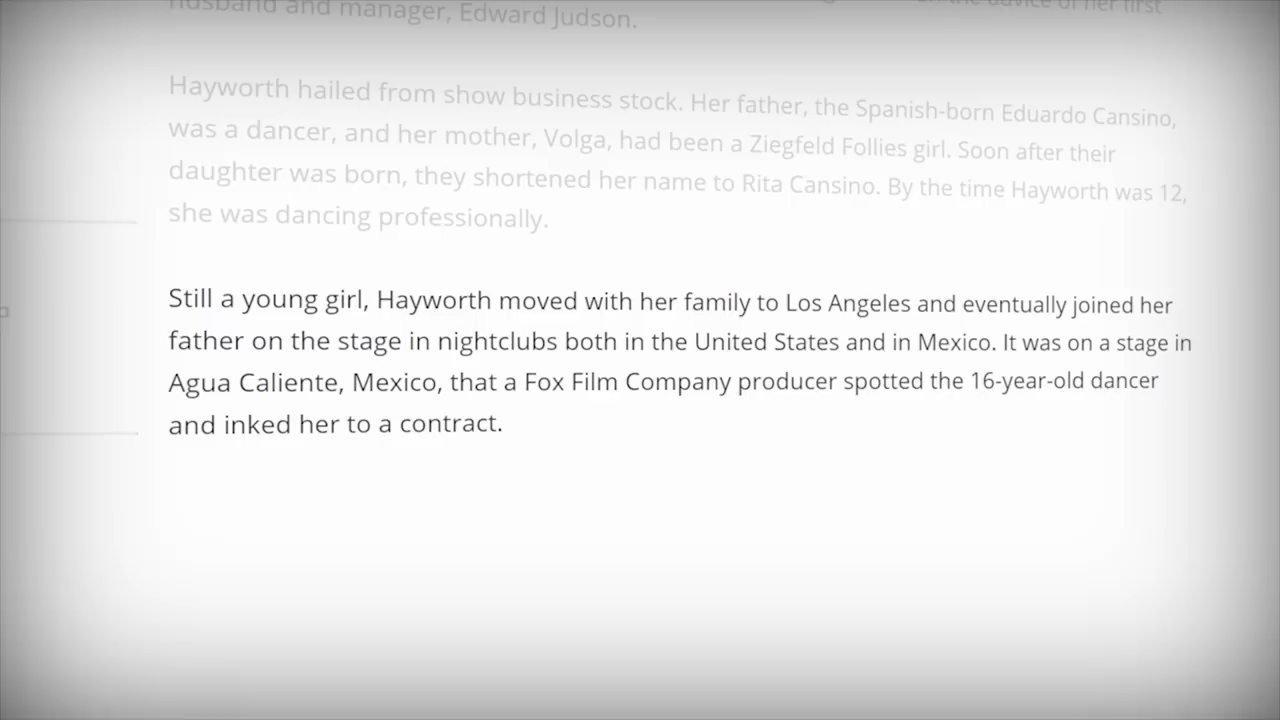 husband and manager, Edward Judson.
advice of her first
Hayworth hailed from show business stock. Her father, the Spanish-born Eduardo Cansino,
was a dancer, and her mother, Volga, had been a Ziegfeld Follies girl. Soon after their
daughter was born, they shortened her name to Rita Cansino. By the time Hayworth was 12,
she was dancing professionally.
Still a young girl, Hayworth moved with her family to Los Angeles and eventually joined her
father on the stage in nightclubs both in the United States and in Mexico. It was on a stage in
Agua Caliente, Mexico, that a Fox Film Company producer spotted the 16-year-old dancer
and inked her to a contract.